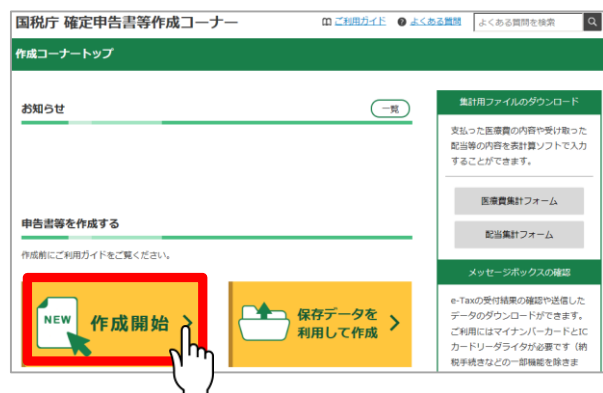 国税庁 確定申告書等作成コーナー
ご利用ガイド
よくある質問
よくある質問を検索
作成コーナートップ
お知らせ
一覧
申告書等を作成する
作成前にご利用ガイドをご覧ください。
NEW
作成開始
保存データを
利用して作成
集計用ファイルのダウンロード
支払った医療費の内容や受け取った
配当等の内容を表計算ソフトで入力
することができます。
医療費集計フォーム
配当集計フォーム
メッセージボックスの確認
e-Taxの受付結果の確認や送信した
データのダウンロードができます。
ご利用にはマイナンバーカードとIC
カードリーダライタが必要です（納
税手続きなどの一部機能を除きま